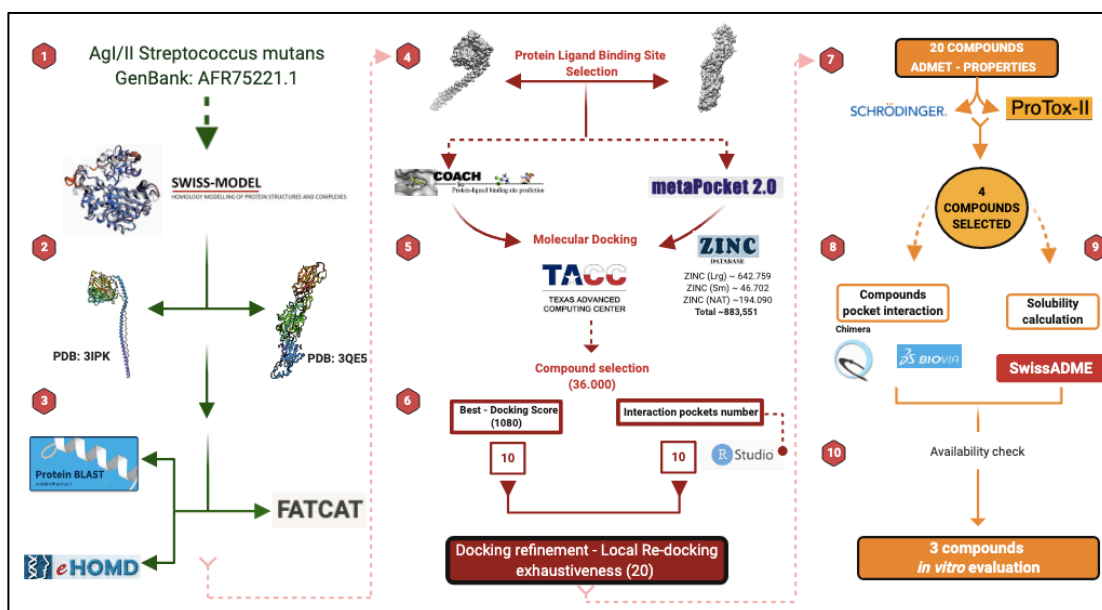 1
AgI/II Streptococcus mutans
GenBank: AFR75221.1
SWISS-MODEL
HOMOLOGY MODELLING OF PROTEIN STRUCTURES AND COMPLEXES
2
PDB: 3IPK
PDB: 3QE5
3
Protein BLAST
FATCAT
eHOMD
4
Protein Ligand Binding Site
Selection
COACH
Protein-ligand binding site prediction
metaPocket 2.0
5
Molecular Docking
TACC
TEXAS ADVANCED
COMPUTING CENTER
ZINC
DATABASE
ZINC (Lrg) ~ 642.759
ZINC (Sm) ~ 46.702
ZINC (NAT) ~194.090
Total ~883,551
Compound selection
(36.000)
6
Best - Docking Score
(1080)
Interaction pockets number
10
10
R Studio
Docking refinement - Local Re-docking
exhaustiveness (20)
7
20 COMPOUNDS
ADMET - PROPERTIES
SCHRÖDINGER.
ProTox-II
4
COMPOUNDS
SELECTED
8
9
Compounds
pocket interaction
Solubility
calculation
Chimera
BIOVIA
SwissADME
10
Availability check
3 compounds
in vitro evaluation